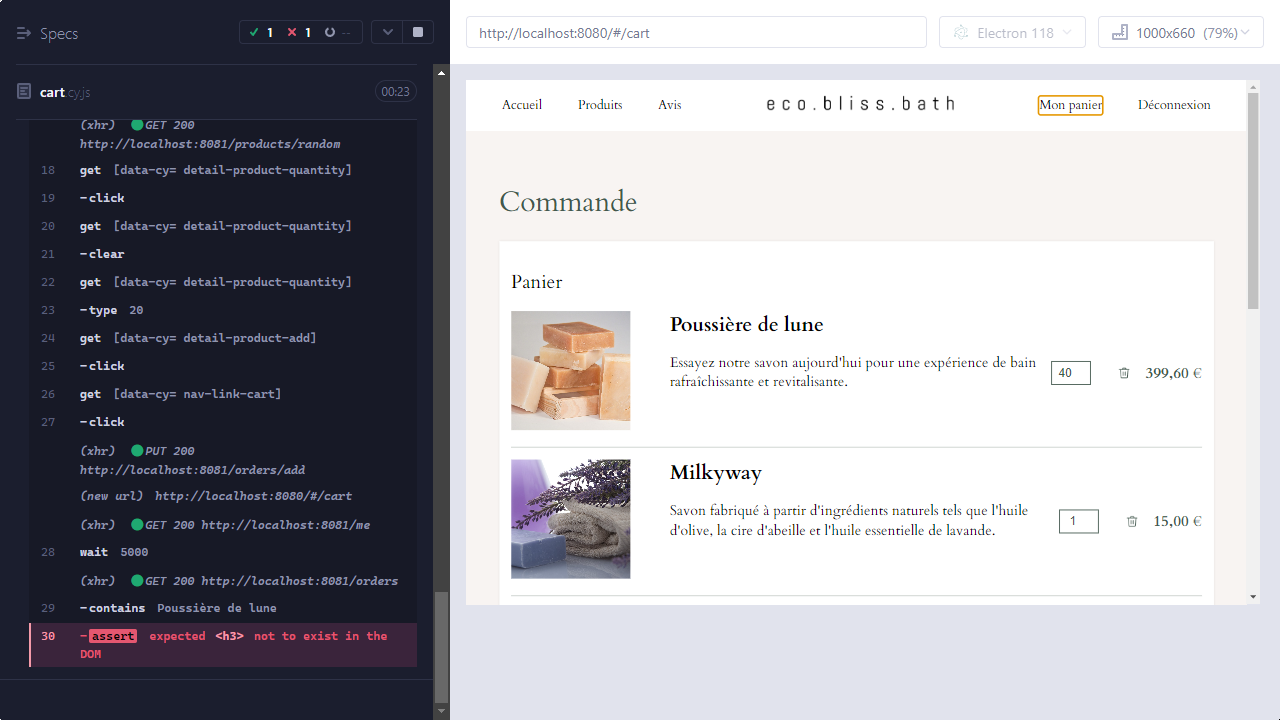 Specs
1
1
--
cart.cy.js
00:23
(xhr) GET 200
http://localhost:8081/products/random
18 get [data-cy= detail-product-quantity]
19 -click
20 get [data-cy= detail-product-quantity]
21 -clear
22 get [data-cy= detail-product-quantity]
23 -type 20
24 get [data-cy= detail-product-add]
25 -click
26 get [data-cy= nav-link-cart]
27 -click
(xhr) PUT 200
http://localhost:8081/orders/add
(new url) http://localhost:8080/#/cart
(xhr) GET 200 http://localhost:8081/me
28 wait 5000
(xhr) GET 200 http://localhost:8081/orders
29 -contains Poussière de lune
30 -assert expected <h3> not to exist in the
DOM
http://localhost:8080/#/cart
Electron 118
1000x660 (79%)
Accueil
Produits
Avis
eco.bliss.bath
Mon panier
Déconnexion
Commande
Panier
Poussière de lune
Essayez notre savon aujourd'hui pour une expérience de bain
rafraîchissante et revitalisante.
40
399,60 €
Milkyway
Savon fabriqué à partir d'ingrédients naturels tels que l'huile
d'olive, la cire d'abeille et l'huile essentielle de lavande.
1
15,00 €